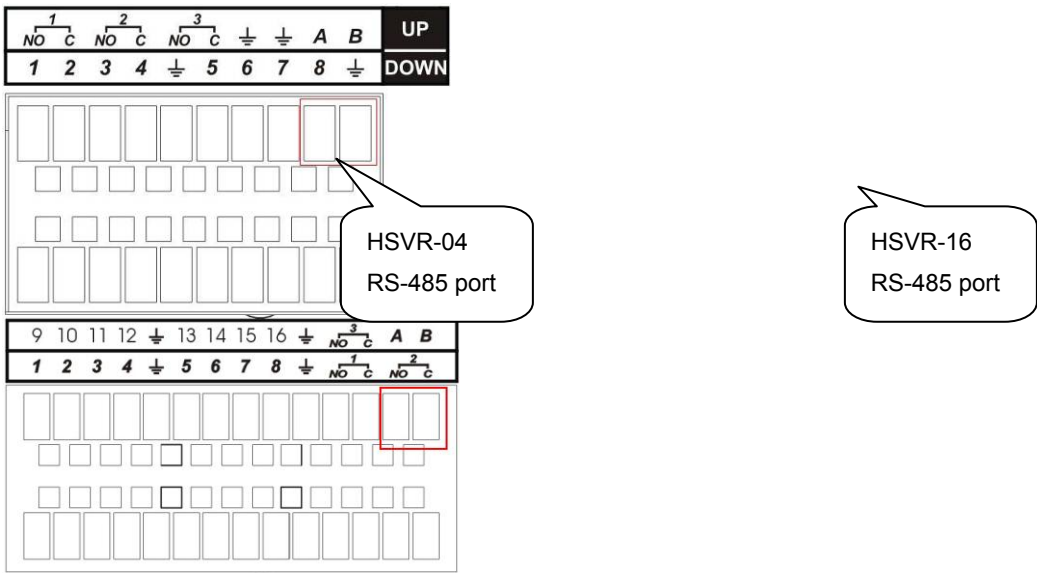 1 2 3
NO C NO C NO C ⏚ ⏚ A B UP
1 2 3 4 ⏚ 5 6 7 8 ⏚ DOWN
HSVR-04
RS-485 port
HSVR-16
RS-485 port
3
9 10 11 12 ⏚ 13 14 15 16 ⏚ NO C A B
1 2
1 2 3 4 ⏚ 5 6 7 8 ⏚ NO C NO C